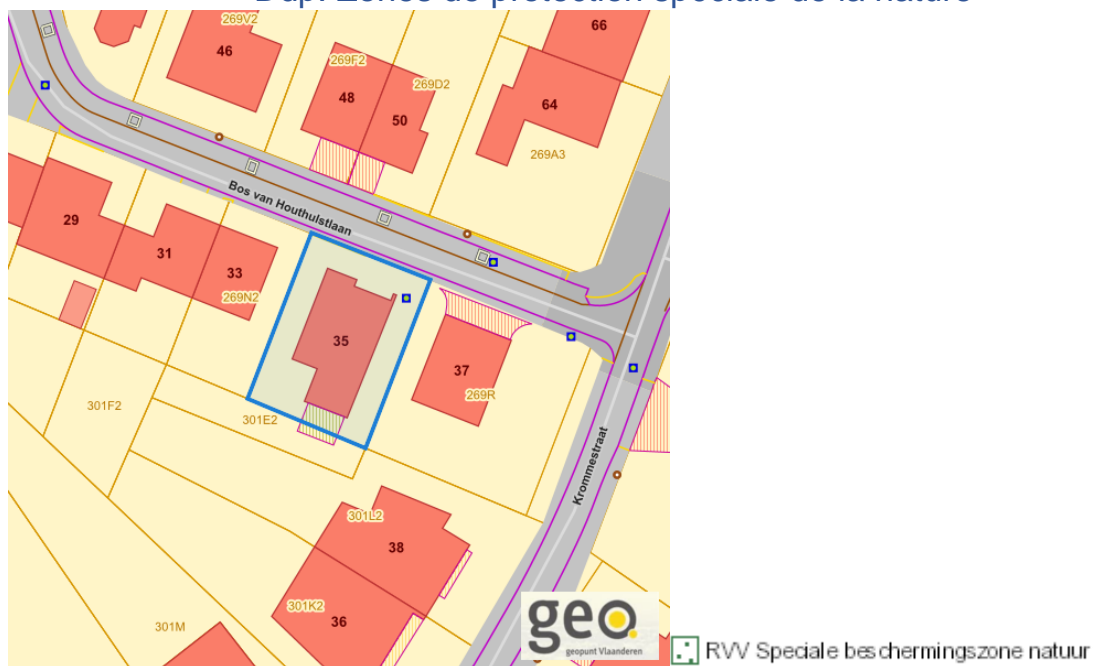 269V2
66
46
269F2
48
269D2
50
64
269A3
Bos van Houthulstlaan
29
31
33
269N2
35
37
269R
301F2
301E2
Krommestraat
301L2
38
301K2
36
301M
geo
geopunt Vlaanderen
RVV Speciale beschermingszone natuur